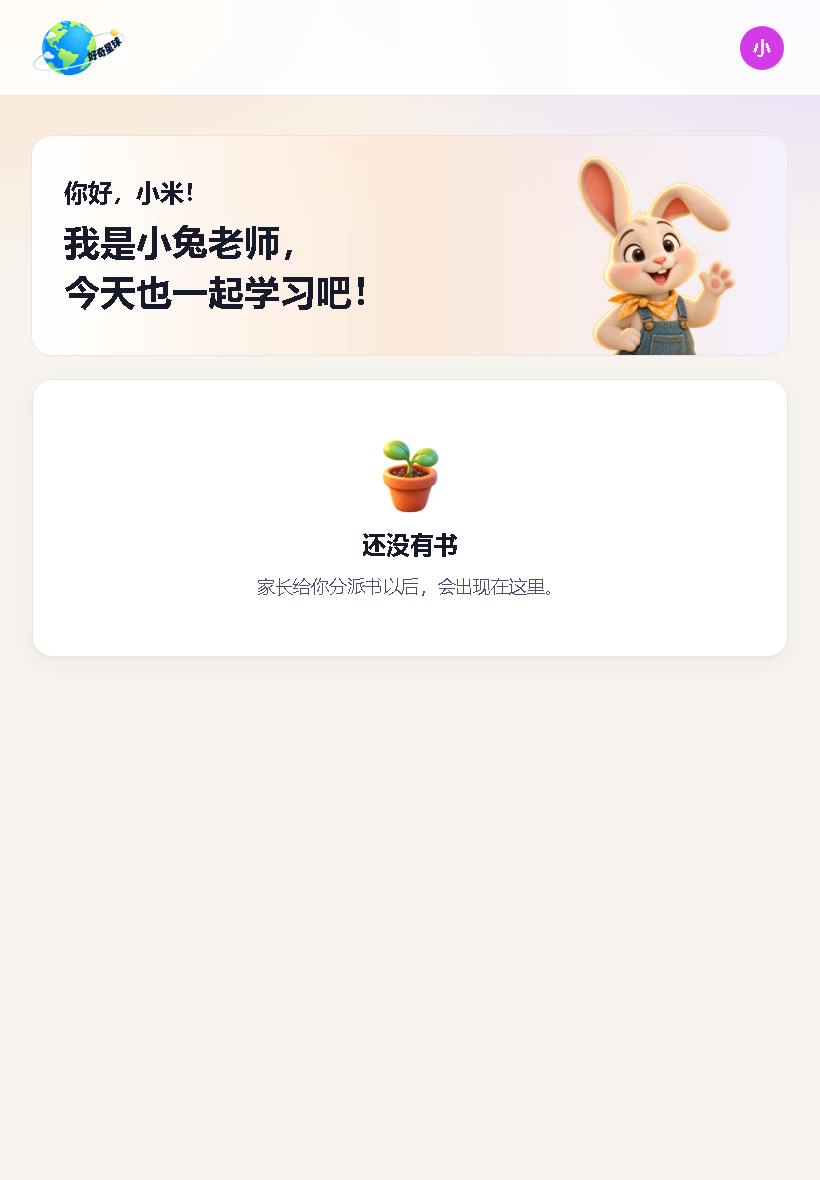 好奇星球
小
你好，小米！
我是小兔老师，
今天也一起学习吧！
还没有书
家长给你分派书以后，会出现在这里。